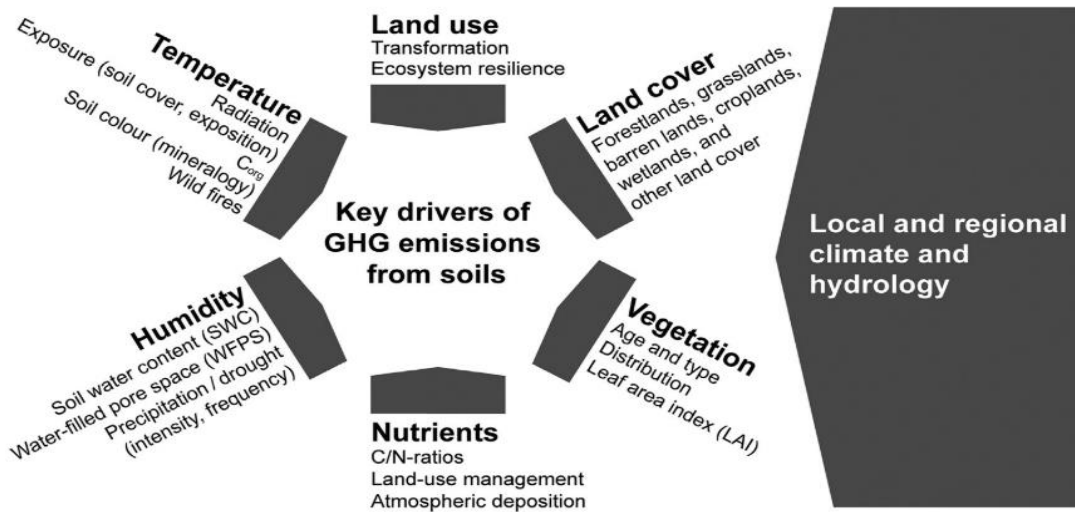 Land use
Transformation
Ecosystem resilience
Temperature
Radiation
Exposure (soil cover, exposition)
Corg
Soil colour (mineralogy)
Wild fires
Land cover
Forestlands, grasslands,
barren lands, croplands,
wetlands, and
other land cover
Key drivers of
GHG emissions
from soils
Local and regional
climate and
hydrology
Humidity
Soil water content (SWC)
Water-filled pore space (WFPS)
Precipitation / drought
(intensity, frequency)
Vegetation
Age and type
Distribution
Leaf area index (LAI)
Nutrients
C/N-ratios
Land-use management
Atmospheric deposition